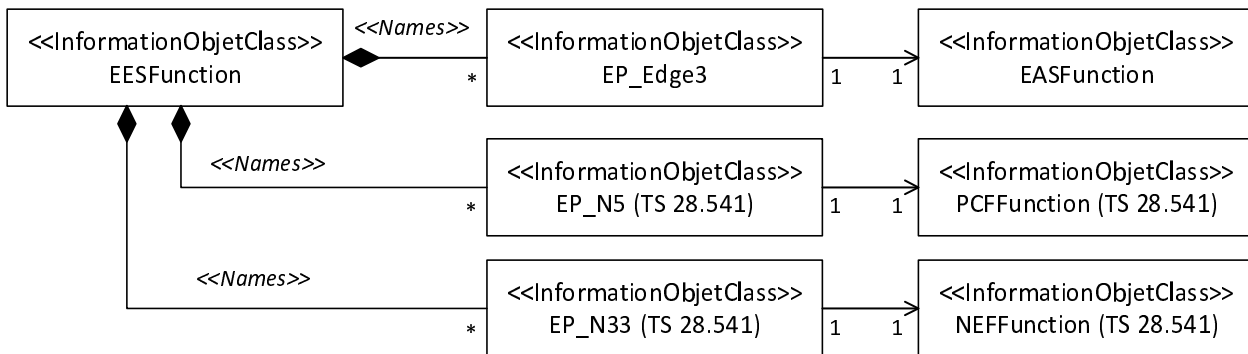 <<InformationObjetClass>>
EESFunction
<<Names>>
*
<<InformationObjetClass>>
EP_Edge3
1
1
<<InformationObjetClass>>
EASFunction
<<Names>>
*
<<InformationObjetClass>>
EP_N5 (TS 28.541)
1
1
<<InformationObjetClass>>
PCFFunction (TS 28.541)
<<Names>>
*
<<InformationObjetClass>>
EP_N33 (TS 28.541)
1
1
<<InformationObjetClass>>
NEFFunction (TS 28.541)